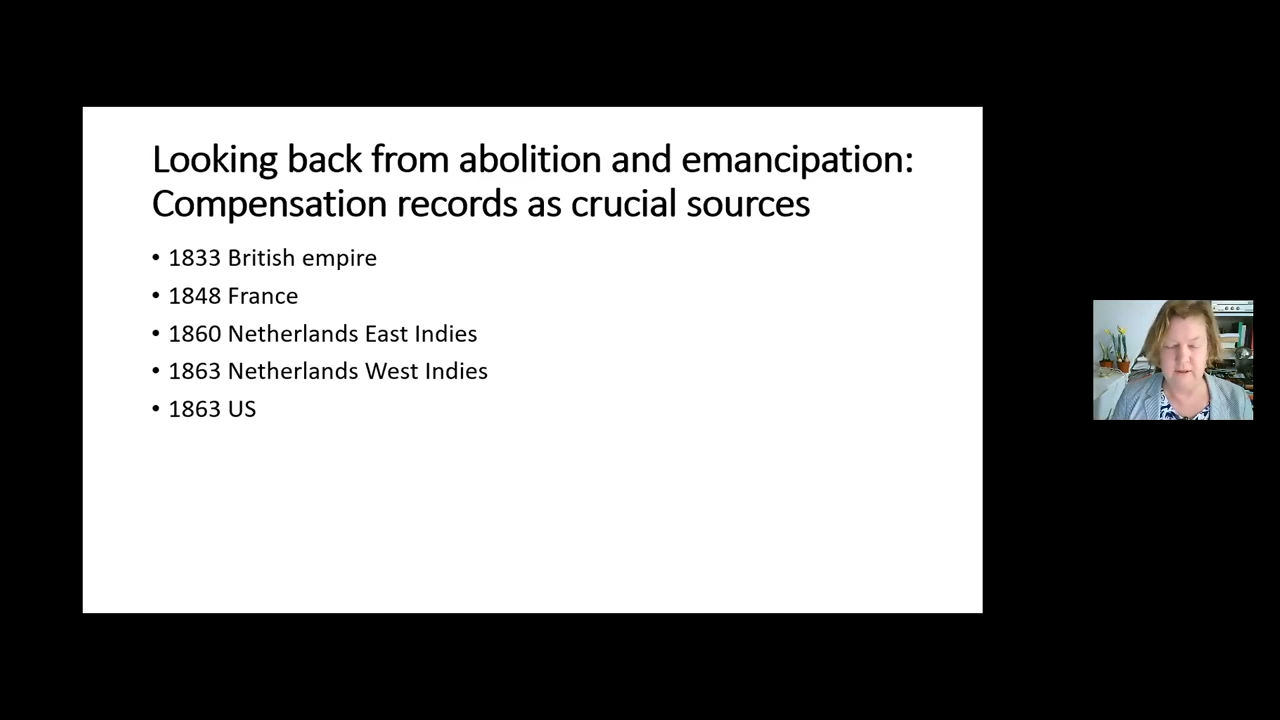 Looking back from abolition and emancipation:
Compensation records as crucial sources
• 1833 British empire
• 1848 France
• 1860 Netherlands East Indies
• 1863 Netherlands West Indies
• 1863 US